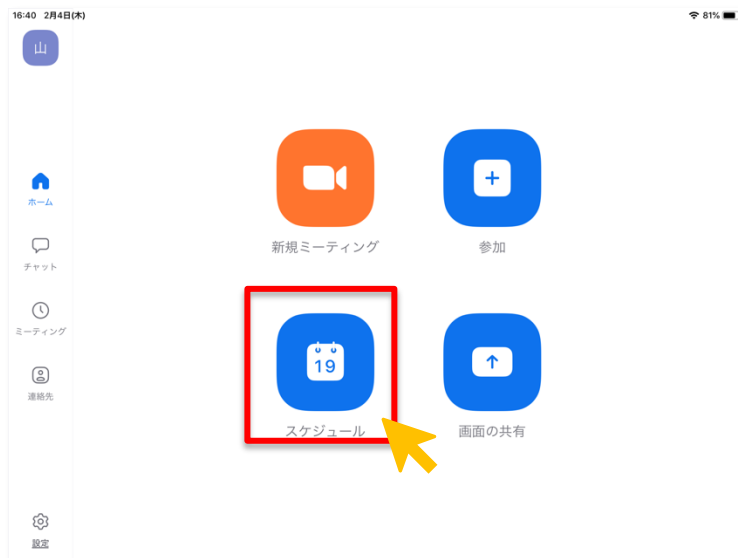 16:40 2月4日(木)
81%
山
ホーム
チャット
ミーティング
連絡先
設定
新規ミーティング
参加
19
スケジュール
画面の共有